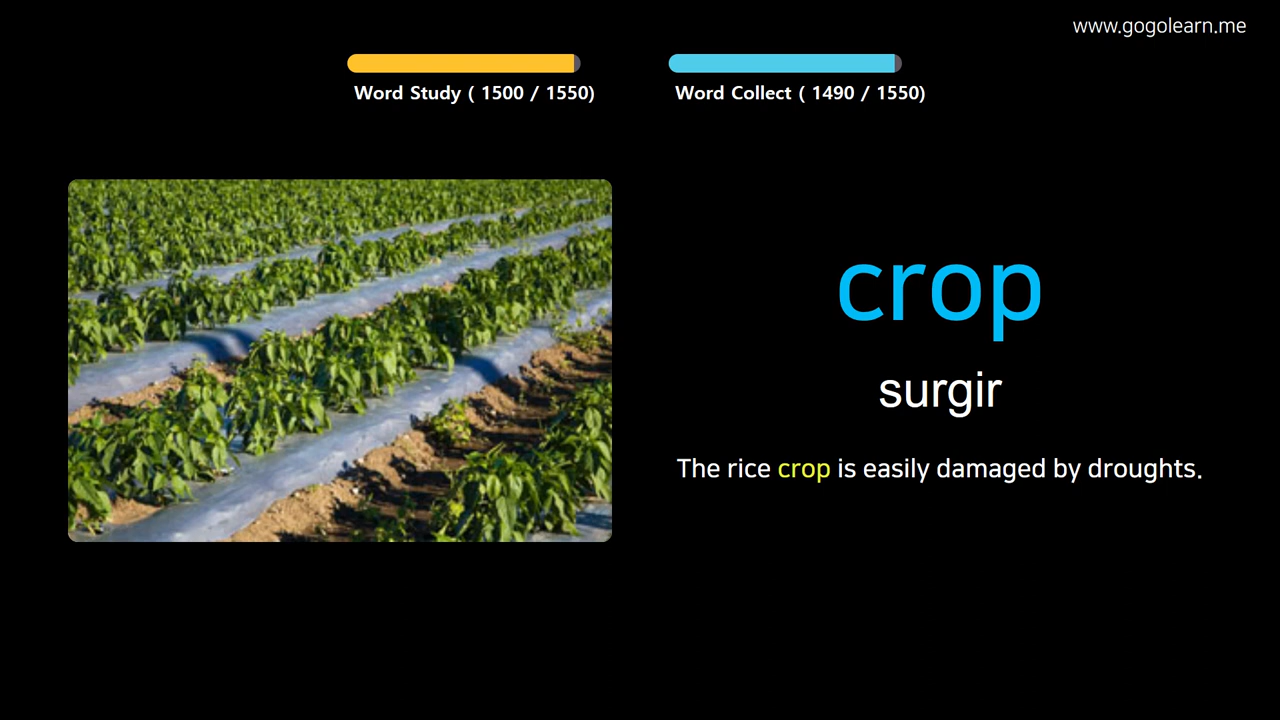 www.gogolearn.me
Word Study ( 1500 / 1550)
Word Collect ( 1490 / 1550)
crop
surgir
The rice crop is easily damaged by droughts.